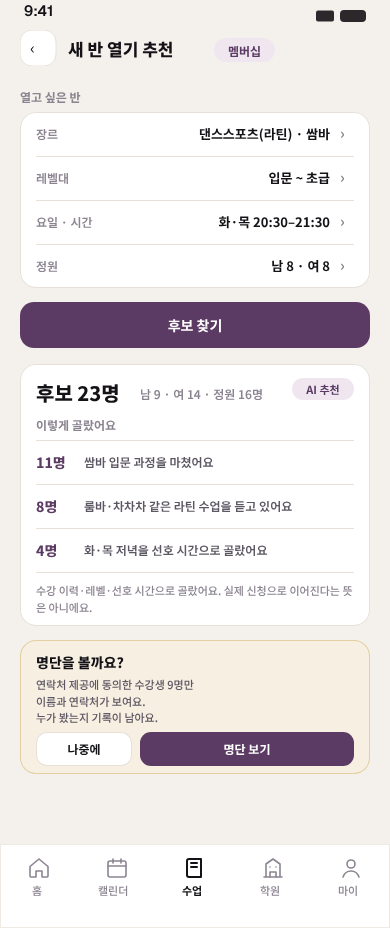 9:41
‹ 새 반 열기 추천 멤버십
열고 싶은 반
장르 댄스스포츠(라틴) · 쌈바 ›
레벨대 입문 ~ 초급 ›
요일 · 시간 화·목 20:30–21:30 ›
정원 남 8 · 여 8 ›
후보 찾기
후보 23명 남 9 · 여 14 · 정원 16명 AI 추천
이렇게 골랐어요
11명 쌈바 입문 과정을 마쳤어요
8명 룸바·차차차 같은 라틴 수업을 듣고 있어요
4명 화·목 저녁을 선호 시간으로 골랐어요
수강 이력·레벨·선호 시간으로 골랐어요. 실제 신청으로 이어진다는 뜻
은 아니에요.
명단을 볼까요?
연락처 제공에 동의한 수강생 9명만
이름과 연락처가 보여요.
누가 봤는지 기록이 남아요.
나중에 명단 보기
홈 캘린더 수업 학원 마이